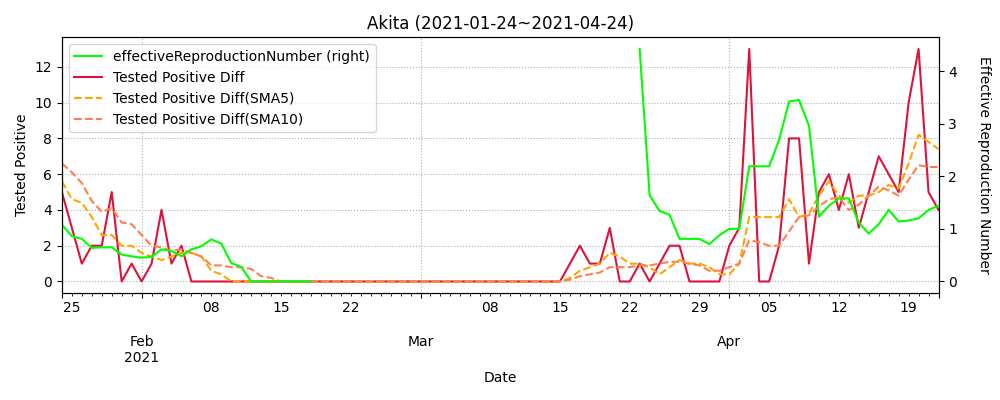 Akita (2021-01-24~2021-04-24)
effectiveReproductionNumber (right)
Tested Positive Diff
Tested Positive Diff(SMA5)
Tested Positive Diff(SMA10)
Tested Positive
12
10
8
6
4
2
0
Effective Reproduction Number
4
3
2
1
0
25 08 15 22 08 15 22 29 05 12 19
Feb Mar Apr
2021
Date